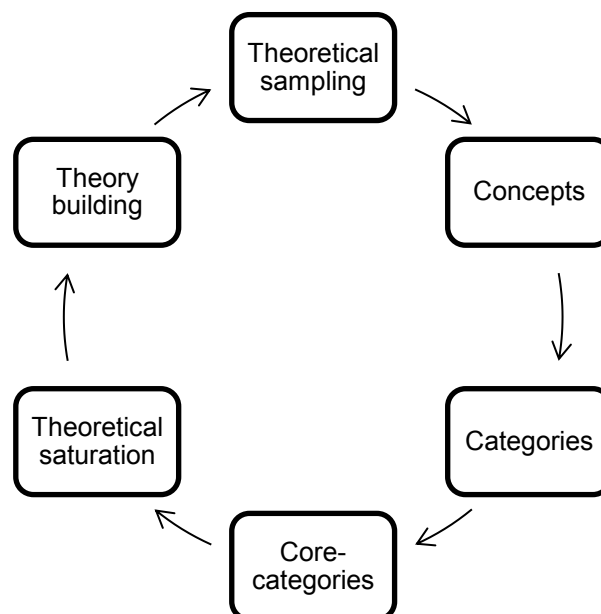 Theoretical
sampling
Concepts
Categories
Core-
categories
Theoretical
saturation
Theory
building